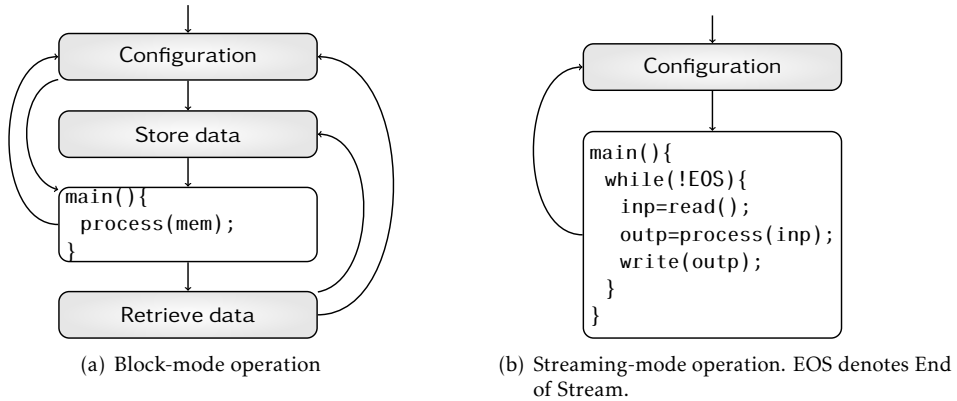 Configuration
Store data
main(){
process(mem);
}
Retrieve data
(a) Block-mode operation
Configuration
main(){
while(!EOS){
inp=read();
outp=process(inp);
write(outp);
}
}
(b) Streaming-mode operation. EOS denotes End
of Stream.